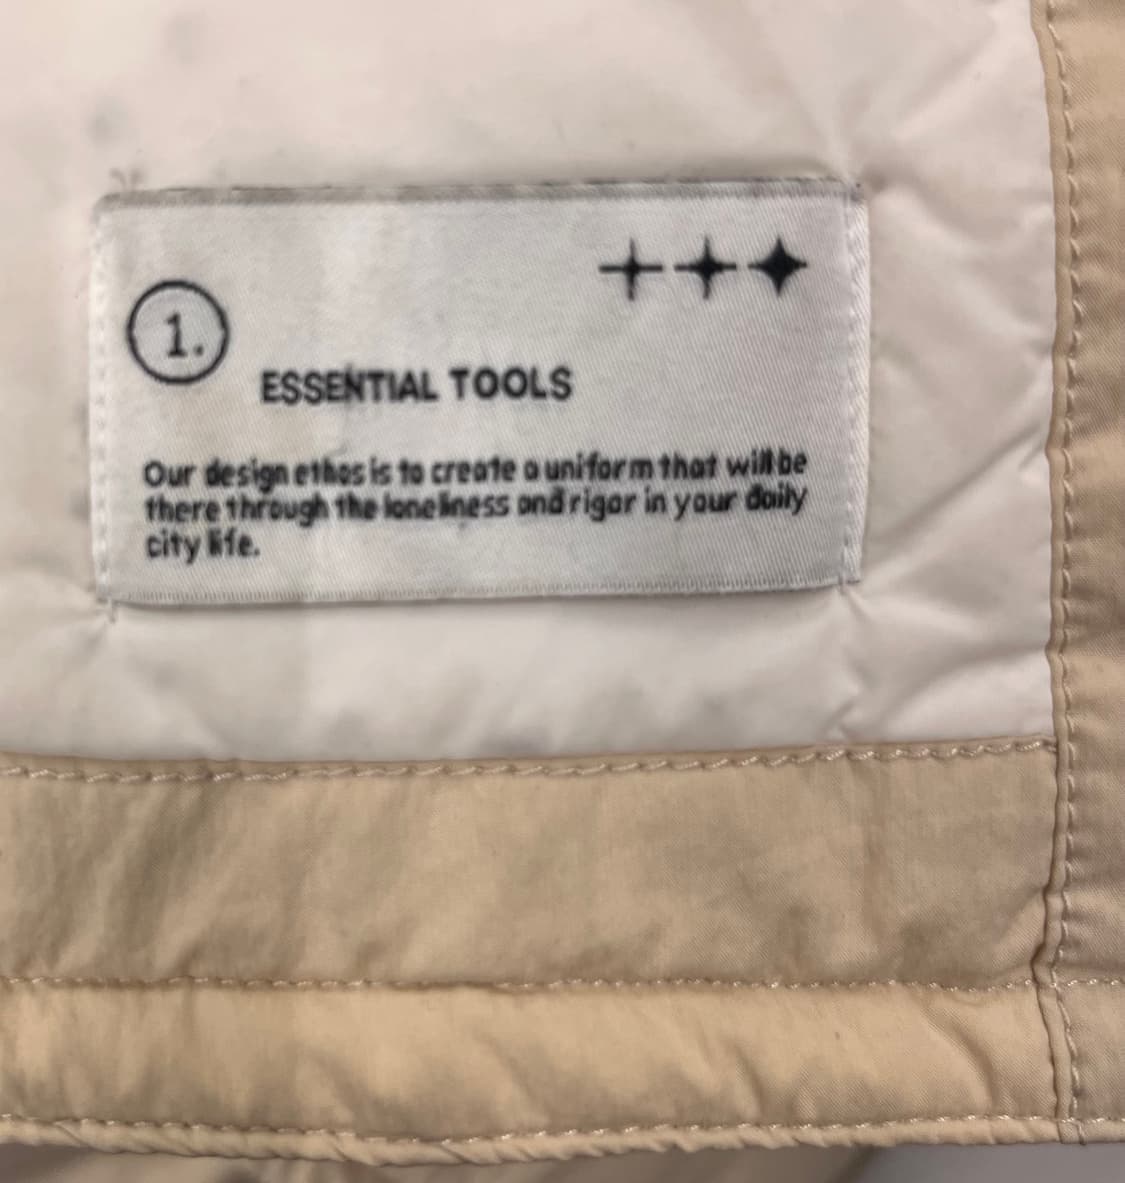 1.
ESSENTIAL TOOLS
Our design ethos is to create a uniform that will be
there through the loneliness and rigor in your daily
city life.